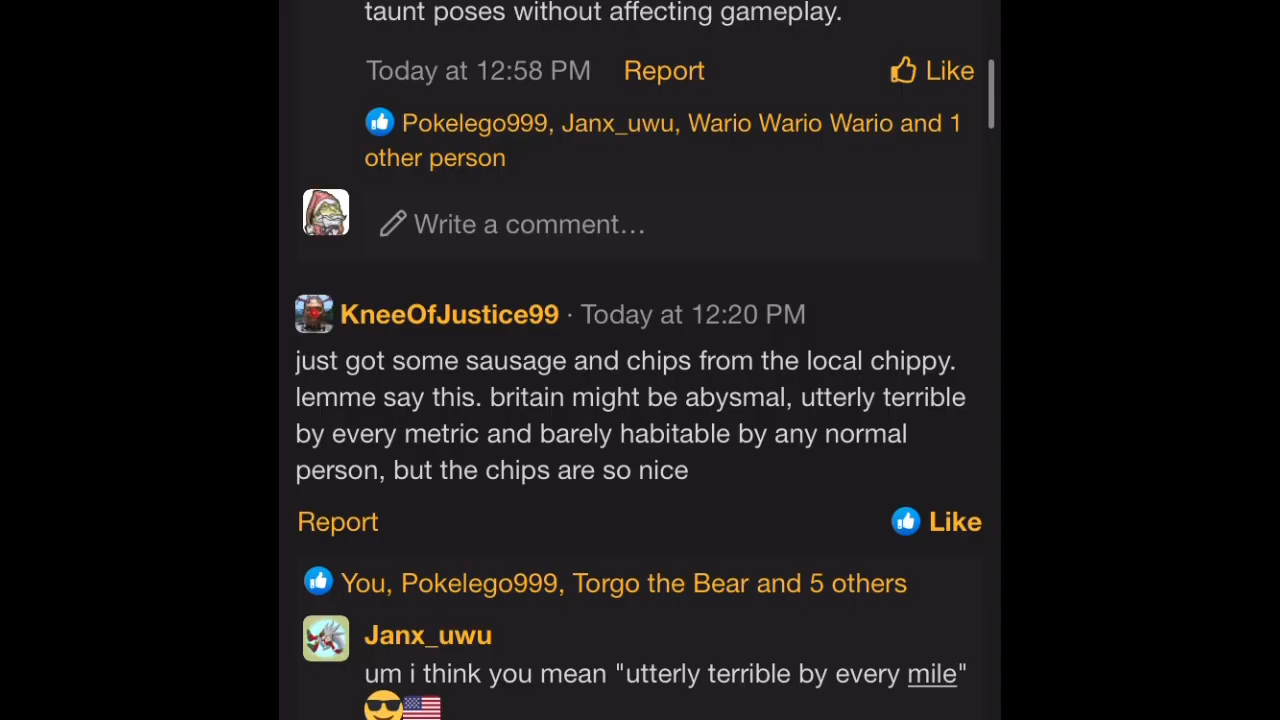 taunt poses without affecting gameplay.
Today at 12:58 PM Report Like
Pokelego999, Janx_uwu, Wario Wario Wario and 1
other person
Write a comment…
KneeOfJustice99 · Today at 12:20 PM
just got some sausage and chips from the local chippy.
lemme say this. britain might be abysmal, utterly terrible
by every metric and barely habitable by any normal
person, but the chips are so nice
Report Like
You, Pokelego999, Torgo the Bear and 5 others
Janx_uwu
um i think you mean "utterly terrible by every mile"
😎🇺🇸